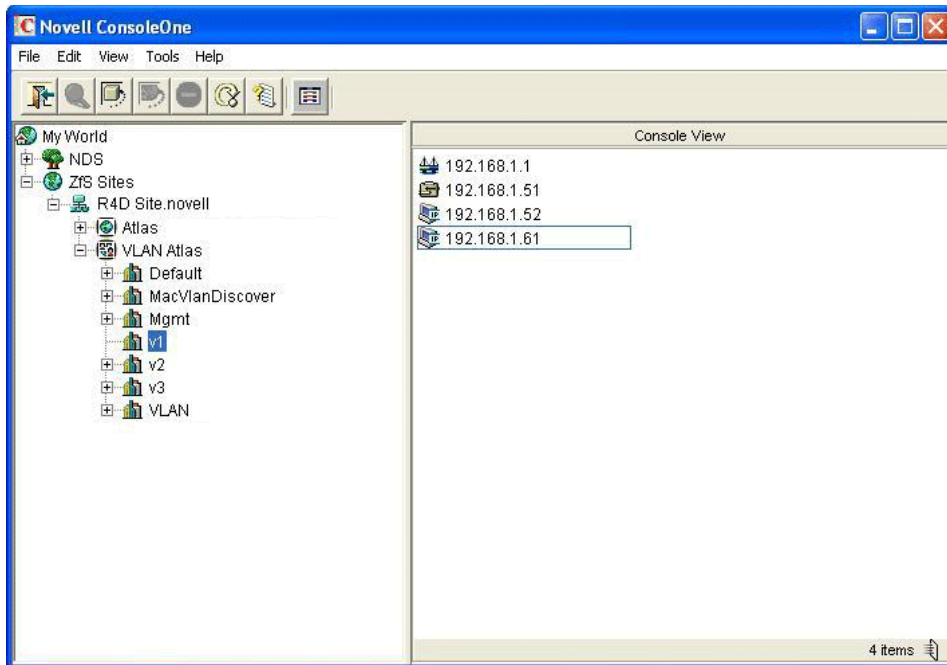 Novell ConsoleOne
File Edit View Tools Help
My World
NDS
ZfS Sites
R4D Site.novell
Atlas
VLAN Atlas
Default
MacVlanDiscover
Mgmt
v1
v2
v3
VLAN
Console View
192.168.1.1
192.168.1.51
192.168.1.52
192.168.1.61
4 items